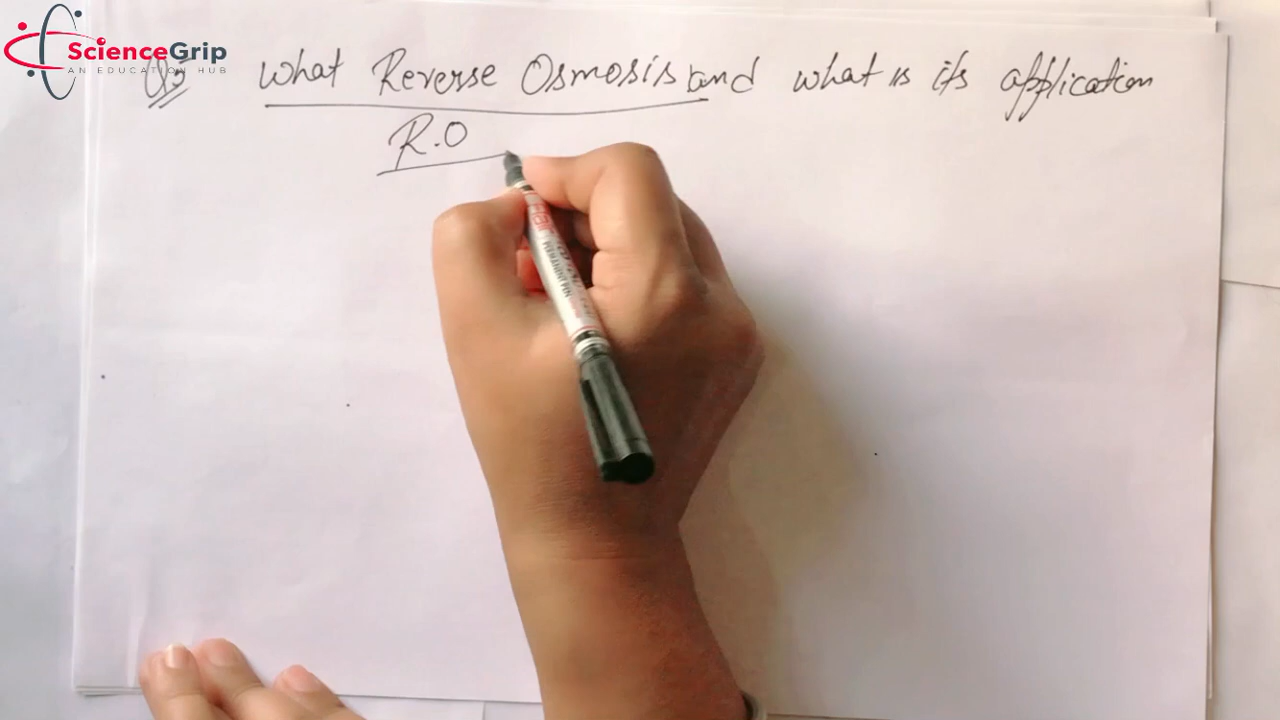 ScienceGrip
AN EDUCATION HUB
Q: What Reverse Osmosis and what is its application
R.O